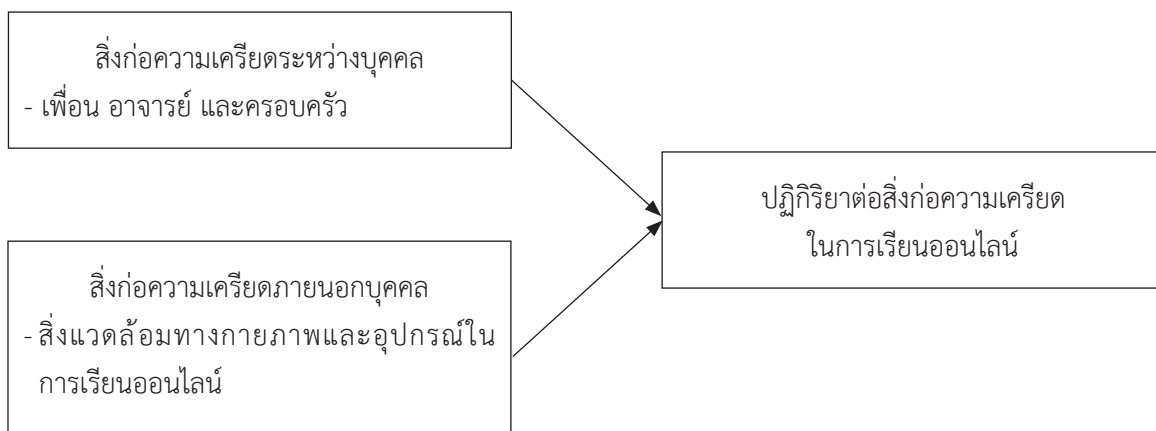 สิ่งก่อความเครียดระหว่างบุคคล
- เพื่อน อาจารย์ และครอบครัว
สิ่งก่อความเครียดภายนอกบุคคล
- สิ่งแวดล้อมทางกายภาพและอุปกรณ์ใน
การเรียนออนไลน์
ปฏิกิริยาต่อสิ่งก่อความเครียด
ในการเรียนออนไลน์